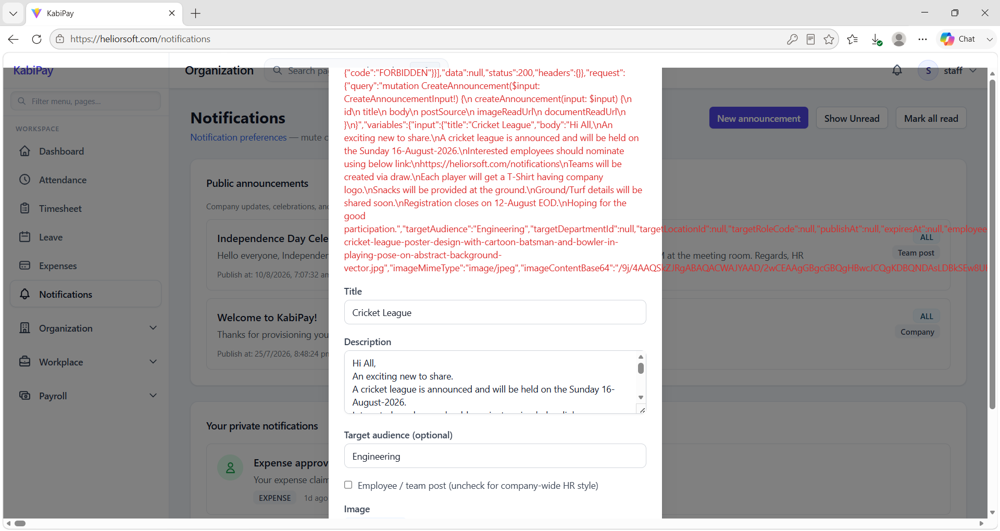 KabiPay
https://heliorsoft.com/notifications
Chat
KabiPay
Filter menu, pages...
WORKSPACE
Dashboard
Attendance
Timesheet
Leave
Expenses
Notifications
Organization
Workplace
Payroll
Organization
Search pa
S
staff
Notifications
Notification preferences — mute c
New announcement
Show Unread
Mark all read
Public announcements
Company updates, celebrations, and
Independence Day Cele
Hello everyone, Independen
at the meeting room. Regards, HR
Publish at: 10/8/2026, 7:07:32 am
ALL
Team post
Welcome to KabiPay!
Thanks for provisioning you
Publish at: 25/7/2026, 8:48:24 pm
ALL
Company
Your private notifications
Expense approv
Your expense claim
EXPENSE
1d ago
{"code":"FORBIDDEN"}}],"data":null,"status":200,"headers":{}},"request":
{"query":"mutation CreateAnnouncement($input:
CreateAnnouncementInput!) {\n createAnnouncement(input: $input) {\n
id\n title\n body\n postSource\n imageReadUrl\n documentReadUrl\n
}\n}","variables":{"input":{"title":"Cricket League","body":"Hi All,\nAn
exciting new to share.\nA cricket league is announced and will be held on
the Sunday 16-August-2026.\nInterested employees should nominate
using below link:\nhttps://heliorsoft.com/notifications\nTeams will be
created via draw.\nEach player will get a T-Shirt having company
logo.\nSnacks will be provided at the ground.\nGround/Turf details will be
shared soon.\nRegistration closes on 12-August EOD.\nHoping for the
good
participation.","targetAudience":"Engineering","targetDepartmentId":null,"targetLocationId":null,"targetRoleCode":null,"publishAt":null,"expiresAt":null,"employee
cricket-league-poster-design-with-cartoon-batsman-and-bowler-in-
playing-pose-on-abstract-background-
vector.jpg","imageMimeType":"image/jpeg","imageContentBase64":"/9j/4AAQSkZJRgABAQACWAJYAAD/2wCEAAgGBgcGBQgHBwcJCQgKDBQNDAsLDBkSEw8U
Title
Cricket League
Description
Hi All,
An exciting new to share.
A cricket league is announced and will be held on the Sunday 16-
August-2026.
Target audience (optional)
Engineering
Employee / team post (uncheck for company-wide HR style)
Image